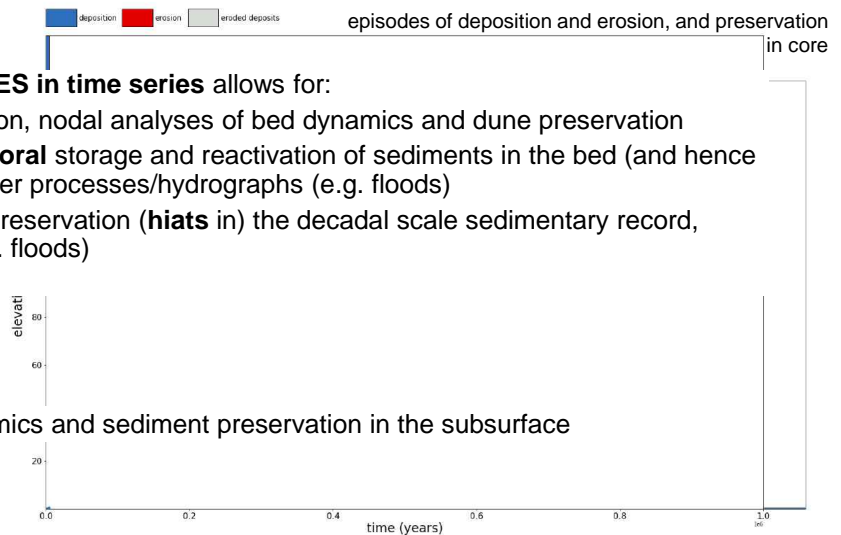 deposition erosion eroded deposits
episodes of deposition and erosion, and preservation
in core
ES in time series allows for:
on, nodal analyses of bed dynamics and dune preservation
oral storage and reactivation of sediments in the bed (and hence
er processes/hydrographs (e.g. floods)
reservation (hiats in) the decadal scale sedimentary record,
. floods)
elevati
80
60
mics and sediment preservation in the subsurface
20
0.0 0.2 0.4 0.6 0.8 1.0
1e6
time (years)